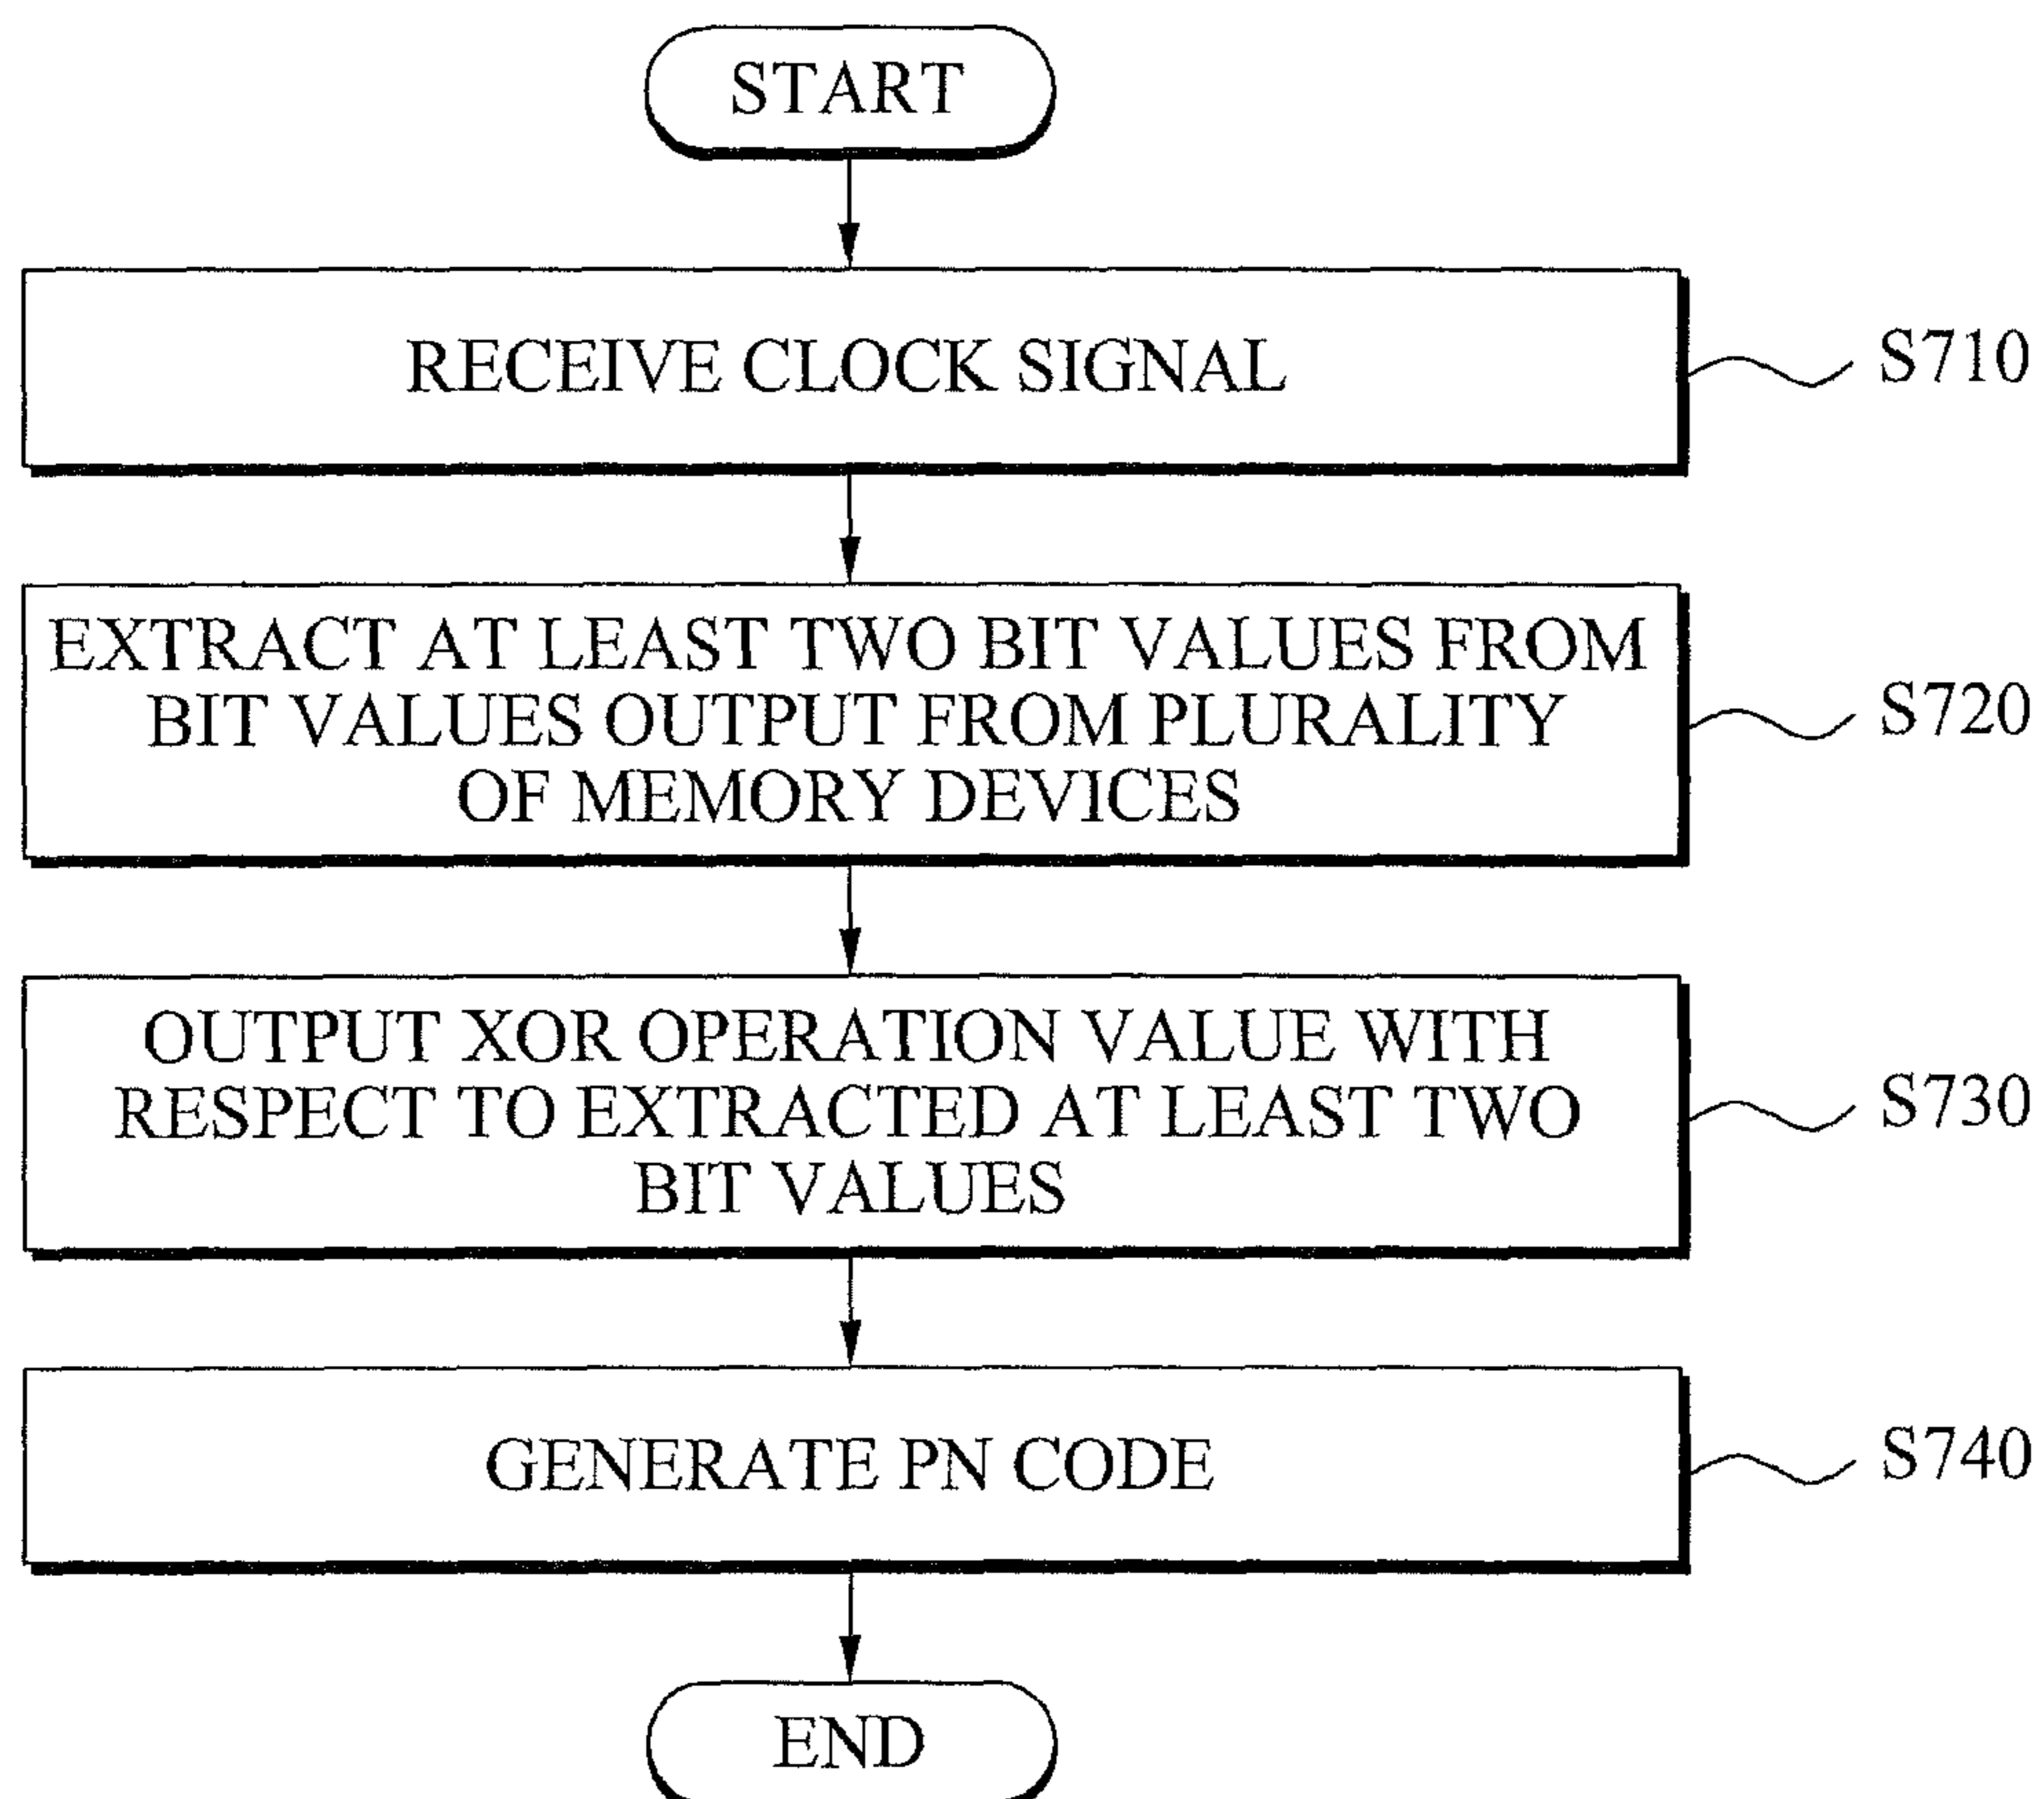 START
RECEIVE CLOCK SIGNAL
S710
EXTRACT AT LEAST TWO BIT VALUES FROM
BIT VALUES OUTPUT FROM PLURALITY
OF MEMORY DEVICES
S720
OUTPUT XOR OPERATION VALUE WITH
RESPECT TO EXTRACTED AT LEAST TWO
BIT VALUES
S730
GENERATE PN CODE
S740
END